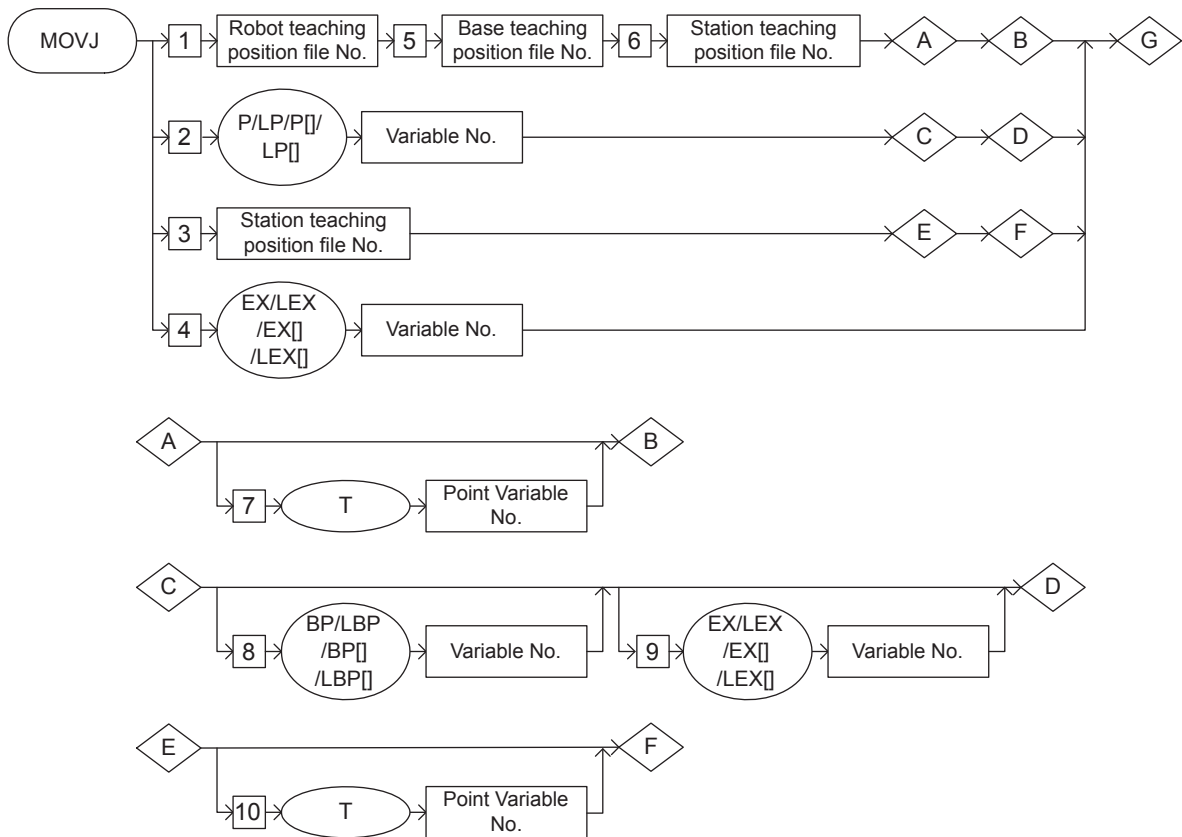 MOVJ
1
Robot teaching
position file No.
5
Base teaching
position file No.
6
Station teaching
position file No.
A
B
G
2
P/LP/P[]/
LP[]
Variable No.
C
D
3
Station teaching
position file No.
E
F
4
EX/LEX
/EX[]
/LEX[]
Variable No.
A
B
7
T
Point Variable
No.
C
D
8
BP/LBP
/BP[]
/LBP[]
Variable No.
9
EX/LEX
/EX[]
/LEX[]
Variable No.
E
F
10
T
Point Variable
No.